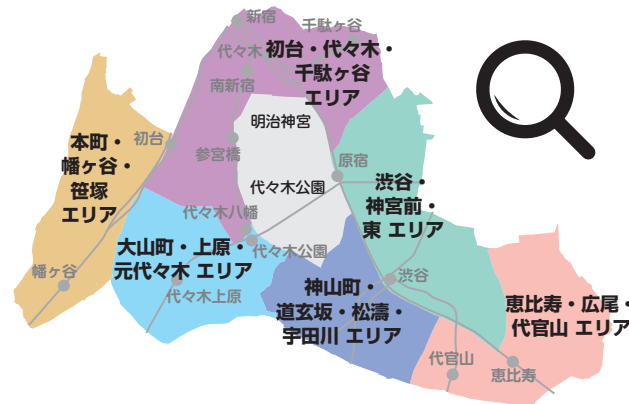 新宿
千駄ヶ谷
代々木
初台・代々木・
千駄ヶ谷
エリア
南新宿
明治神宮
初台
参宮橋
本町・
幡ヶ谷・
笹塚
エリア
原宿
代々木公園
渋谷・
神宮前・
東 エリア
代々木八幡
大山町・上原・
元代々木 エリア
代々木公園
幡ヶ谷
代々木上原
渋谷
神山町・
道玄坂・松濤・
宇田川 エリア
恵比寿・広尾・
代官山 エリア
代官山
恵比寿